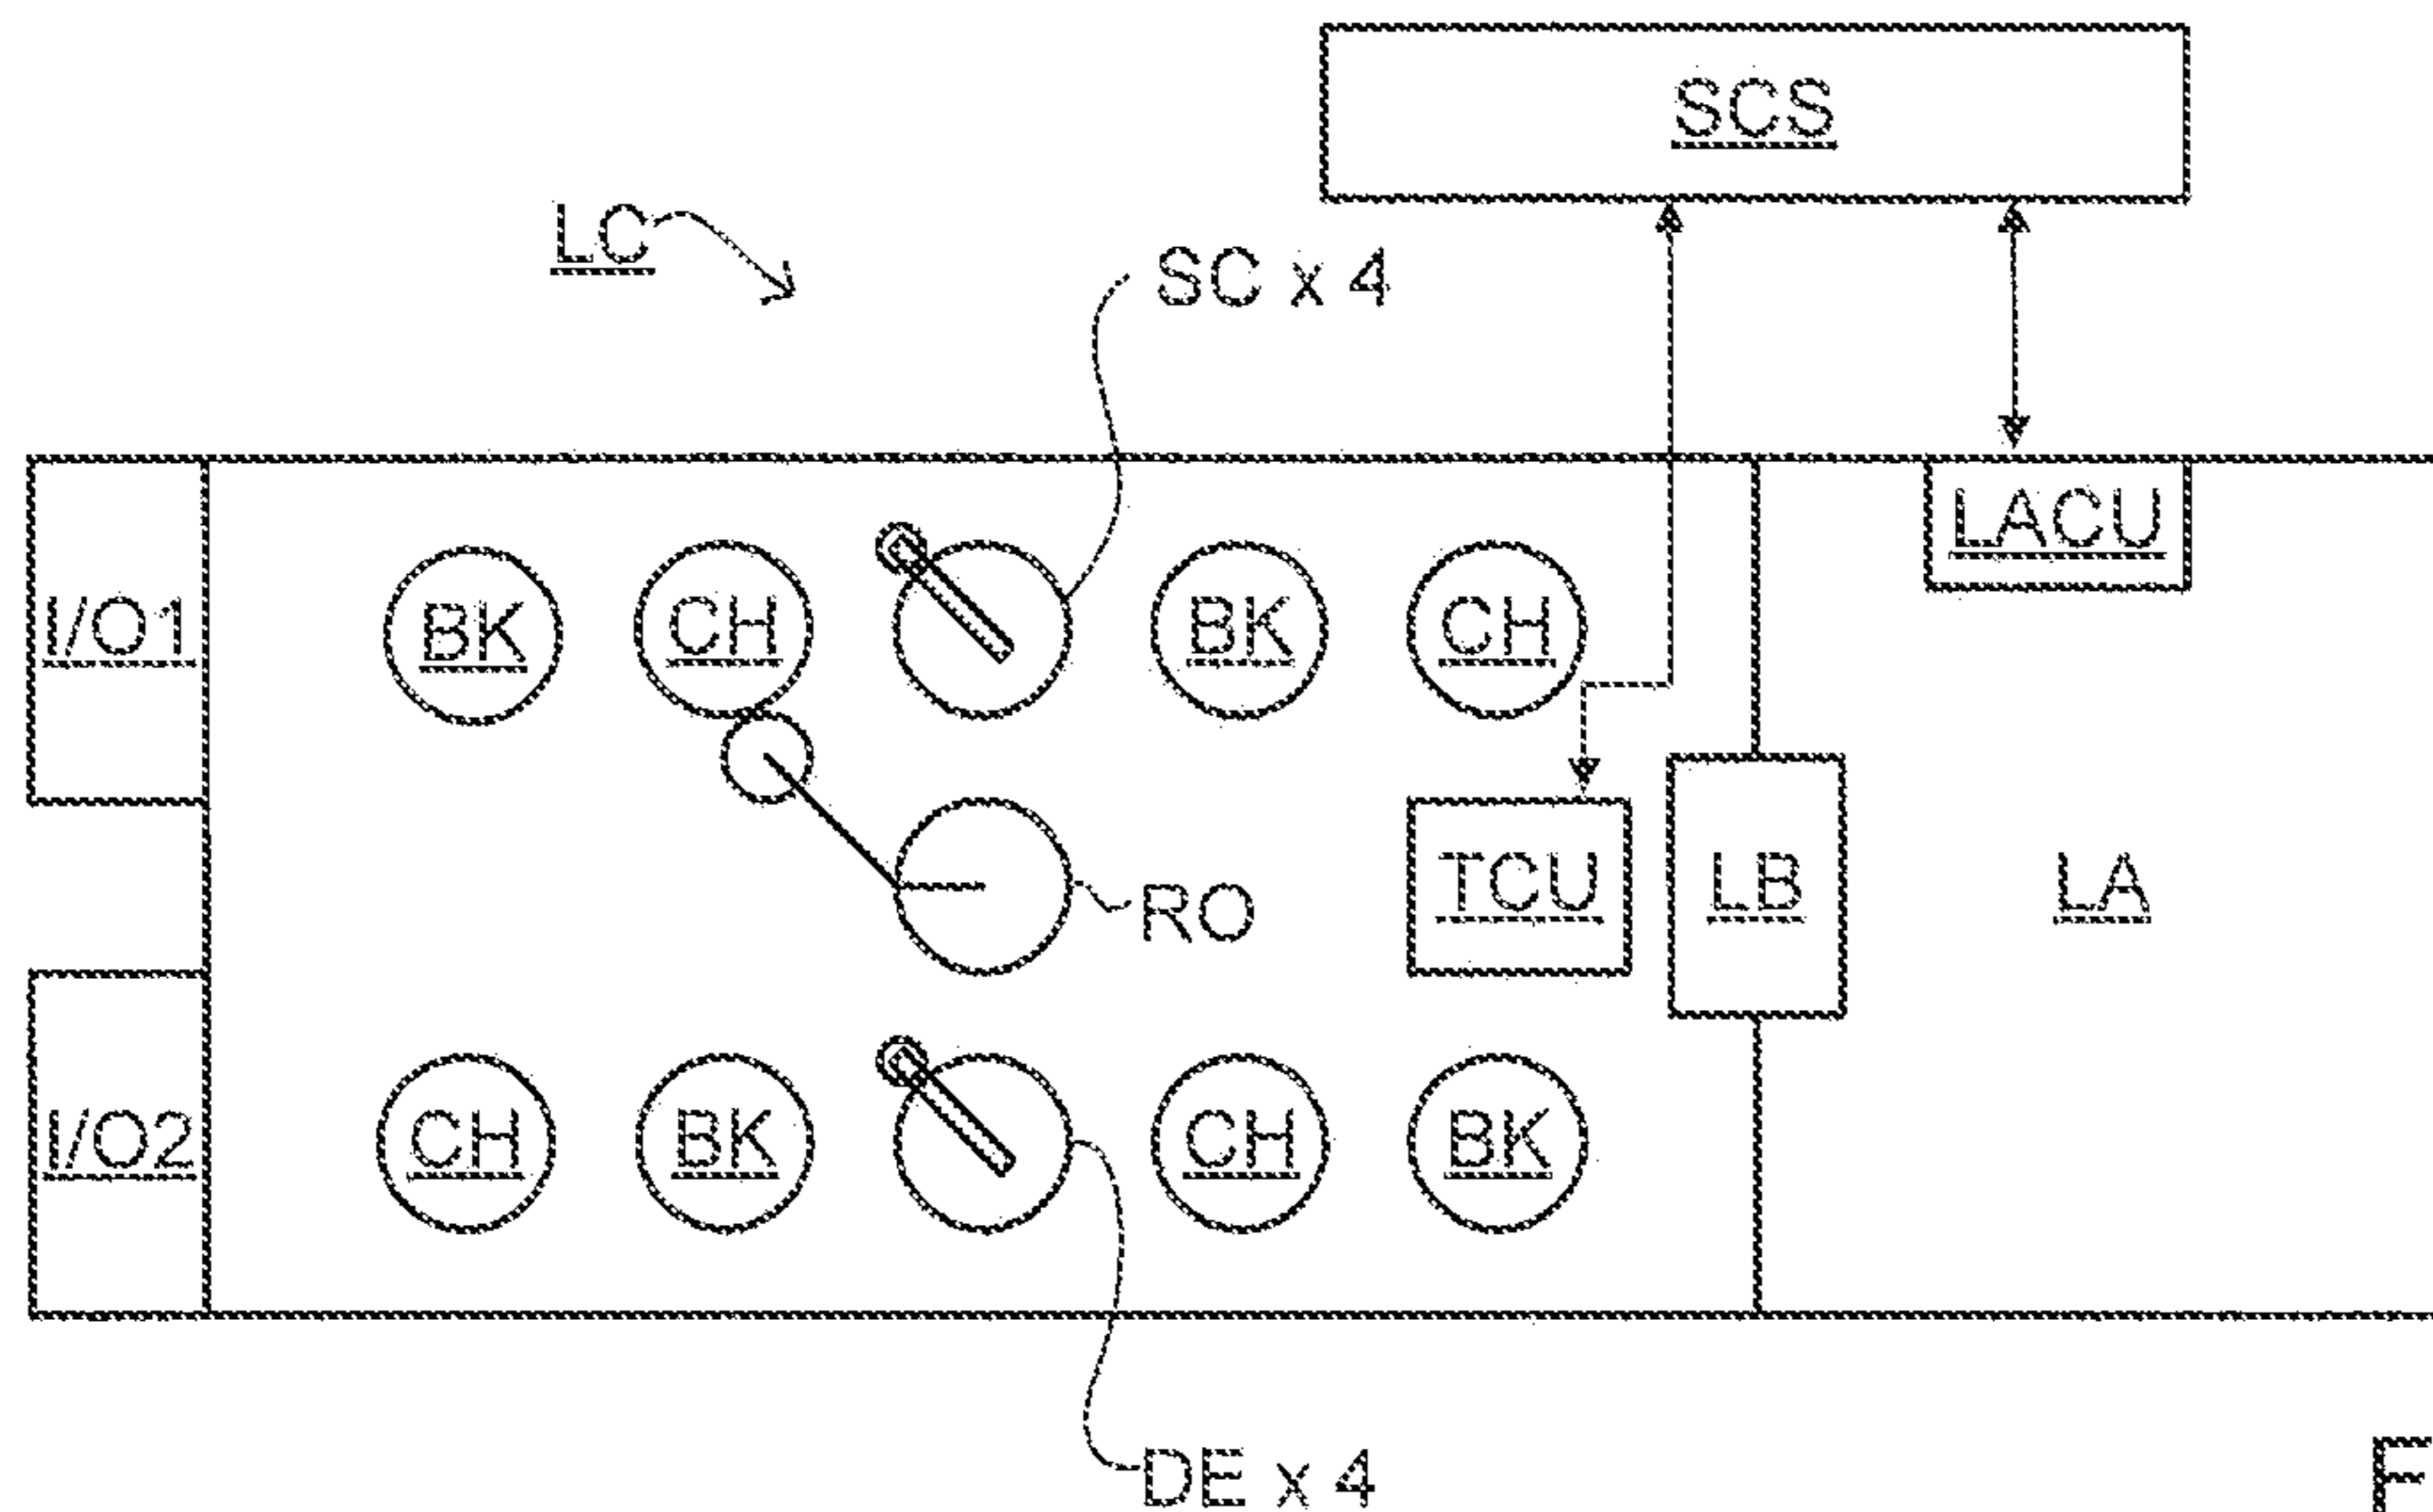 SCS
LC
SC x 4
LACU
I/O1
BK
CH
BK
CH
RO
TCU
LB
LA
I/O2
CH
BK
CH
BK
DE x 4
F